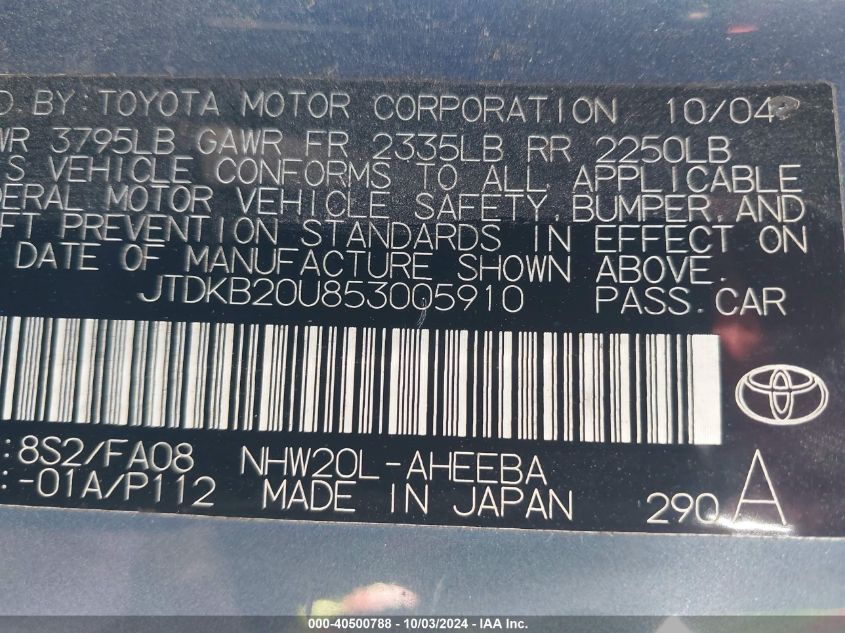 D BY: TOYOTA MOTOR CORPORATION 10/04
WR 3795LB GAWR FR 2335LB RR 2250LB
S VEHICLE CONFORMS TO ALL APPLICABLE
DERAL MOTOR VEHICLE SAFETY, BUMPER, AND
FT PREVENTION STANDARDS IN EFFECT ON
DATE OF MANUFACTURE SHOWN ABOVE.
JTDKB20U853005910 PASS. CAR
: 8S2/FA08 NHW20L-AHEEBA
: -01A/P112 MADE IN JAPAN 290 A
000-40500788 - 10/03/2024 - IAA Inc.